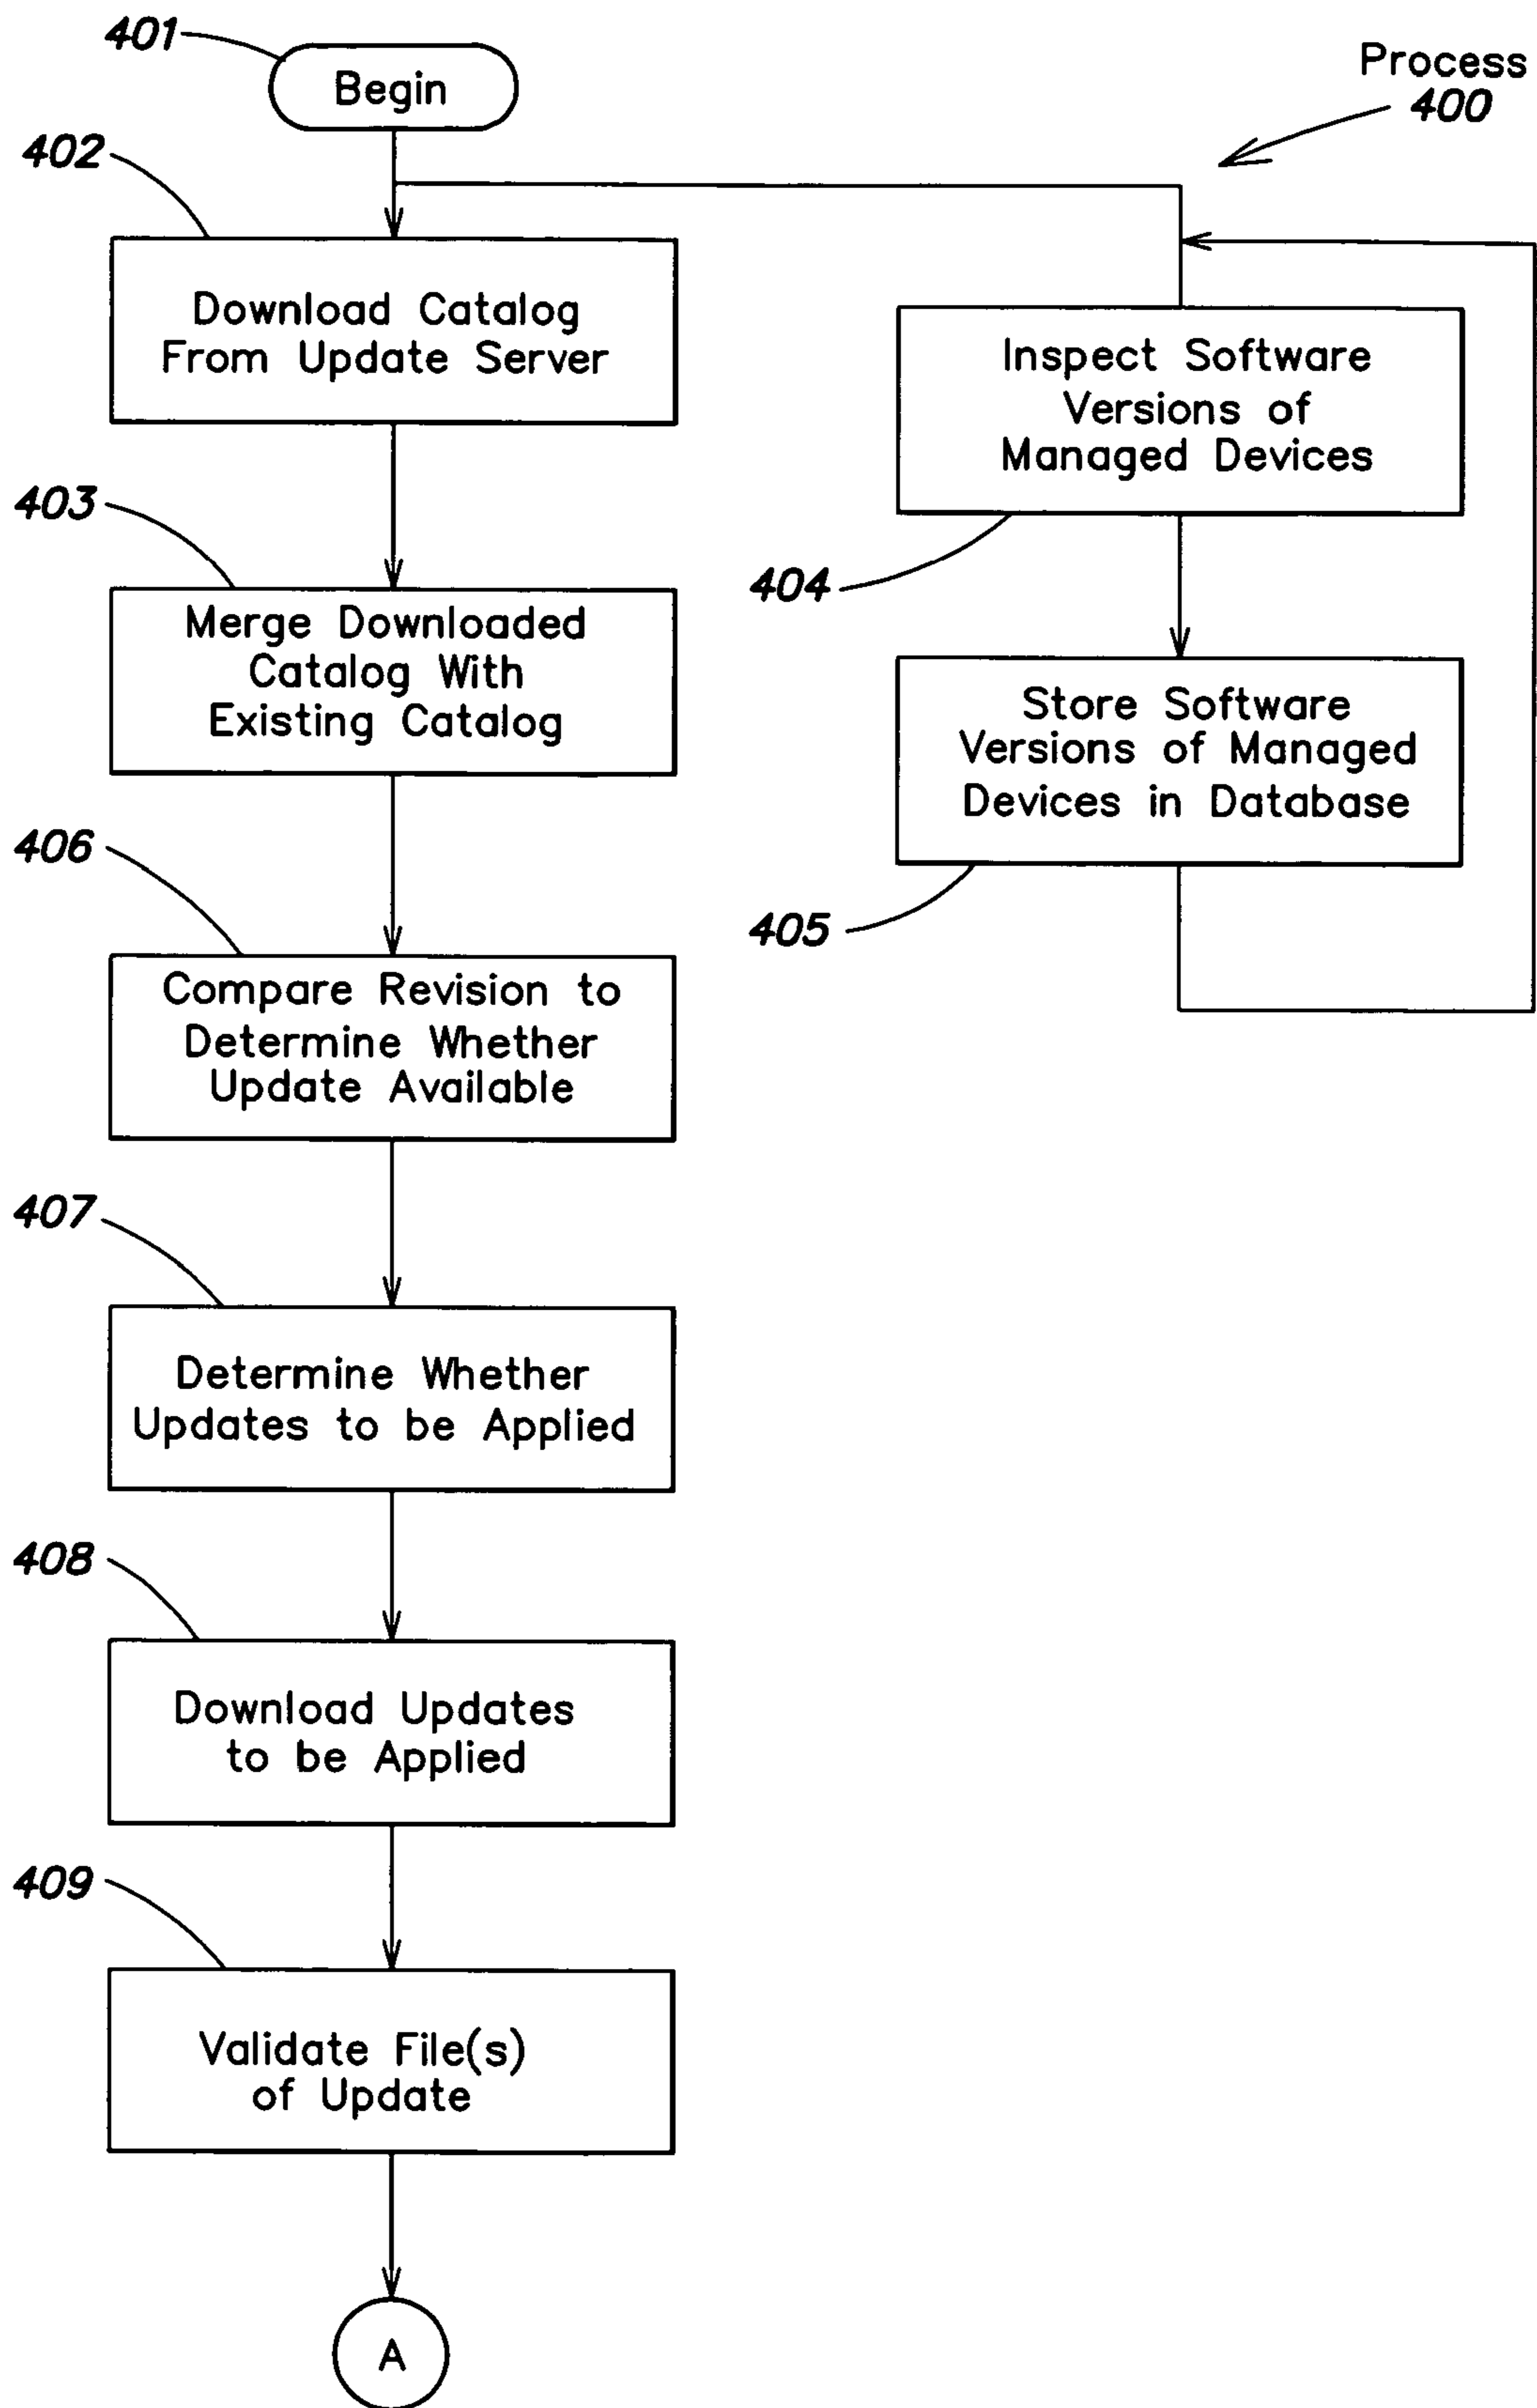 401
Begin
Process
400
402
Download Catalog
From Update Server
Inspect Software
Versions of
Managed Devices
403
404
Merge Downloaded
Catalog With
Existing Catalog
Store Software
Versions of Managed
Devices in Database
406
405
Compare Revision to
Determine Whether
Update Available
407
Determine Whether
Updates to be Applied
408
Download Updates
to be Applied
409
Validate File(s)
of Update
A